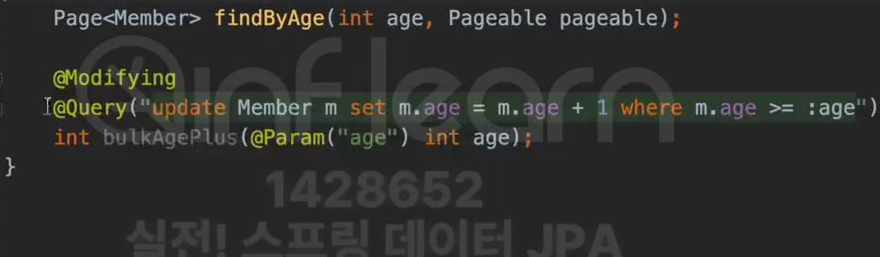 Page<Member> findByAge(int age, Pageable pageable);
@Modifying
@Query("update Member m set m.age = m.age + 1 where m.age >= :age")
int bulkAgePlus(@Param("age") int age);
}
inflearn
1428652
실전! 스프링 데이터 JPA